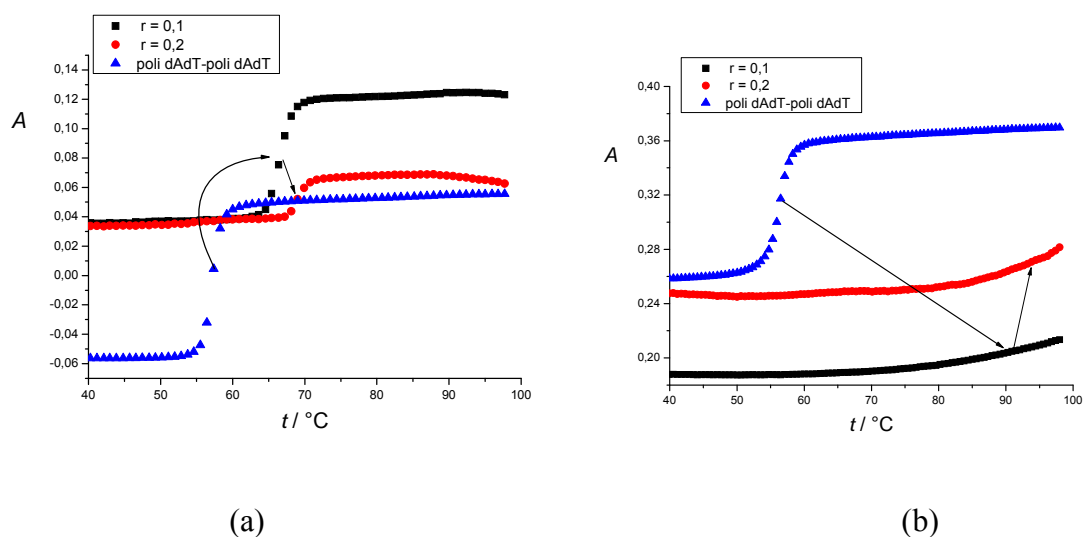 r = 0,1
r = 0,2
poli dAdT-poli dAdT
0,14
0,12
0,10
0,08
0,06
0,04
0,02
0,00
-0,02
-0,04
-0,06
A
40 50 60 70 80 90 100
t / °C
(a)
r = 0,1
r = 0,2
poli dAdT-poli dAdT
0,40
0,36
0,32
0,28
0,24
0,20
A
40 50 60 70 80 90 100
t / °C
(b)